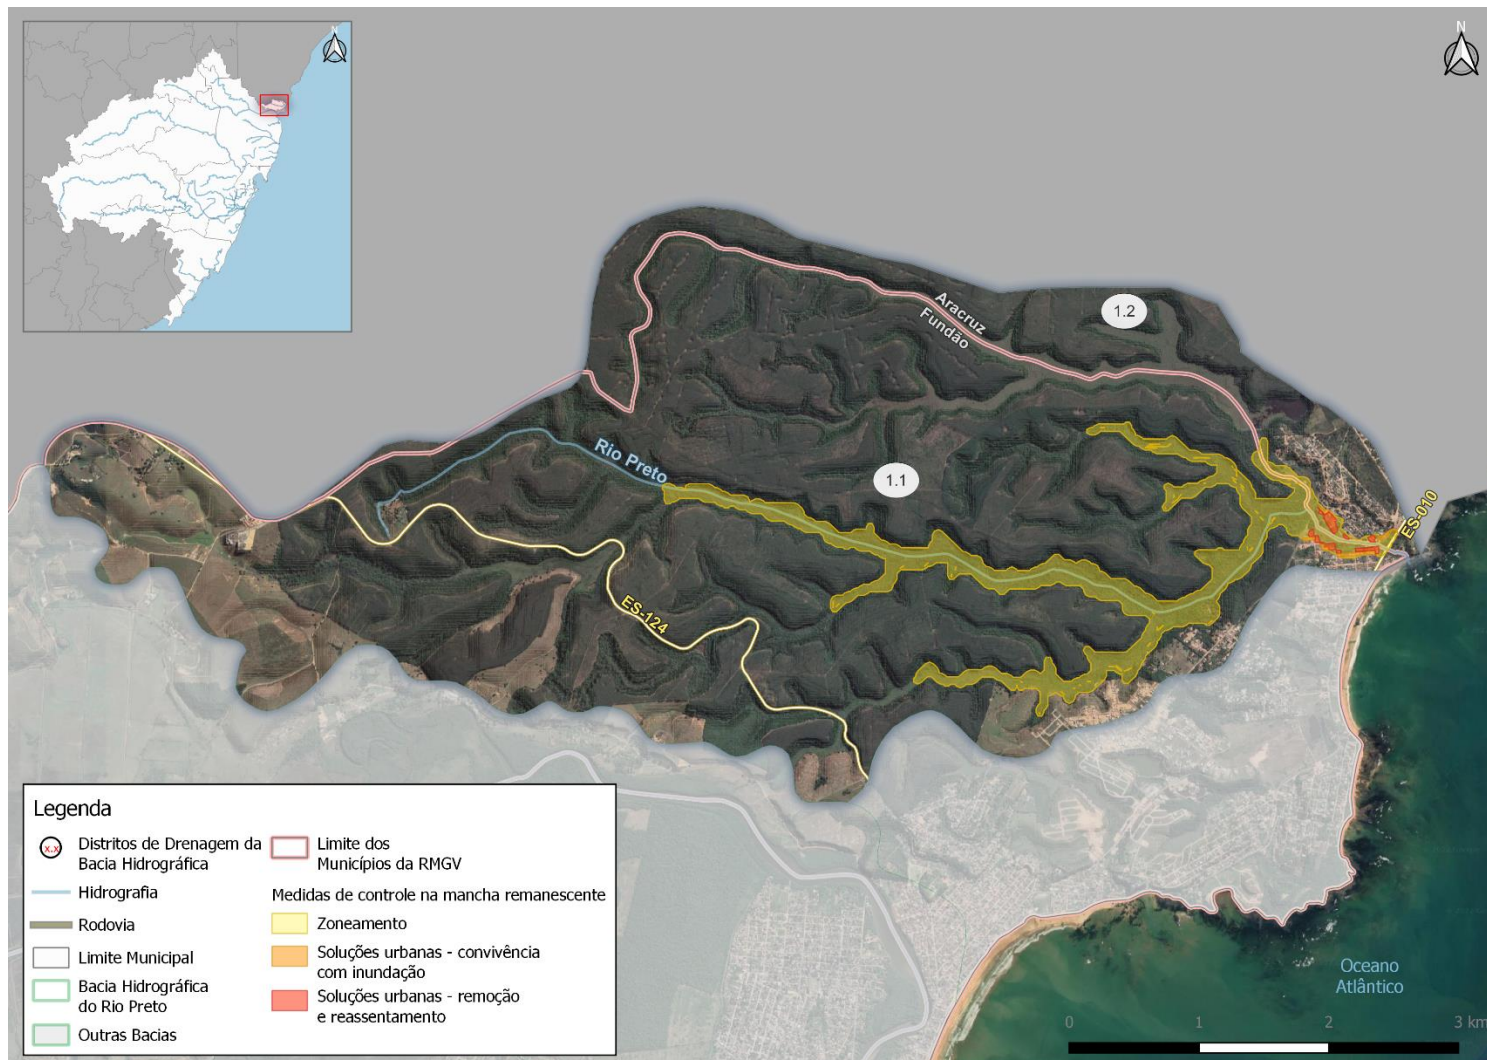 N
N
Aracruz
Fundão
1.2
Rio Preto
1.1
ES-010
ES-124
Legenda
x.x
Distritos de Drenagem da
Bacia Hidrográfica
Hidrografia
Rodovia
Limite Municipal
Bacia Hidrográfica
do Rio Preto
Outras Bacias
Limite dos
Municípios da RMGV
Medidas de controle na mancha remanescente
Zoneamento
Soluções urbanas - convivência
com inundação
Soluções urbanas - remoção
e reassentamento
Oceano
Atlântico
0 1 2 3 km